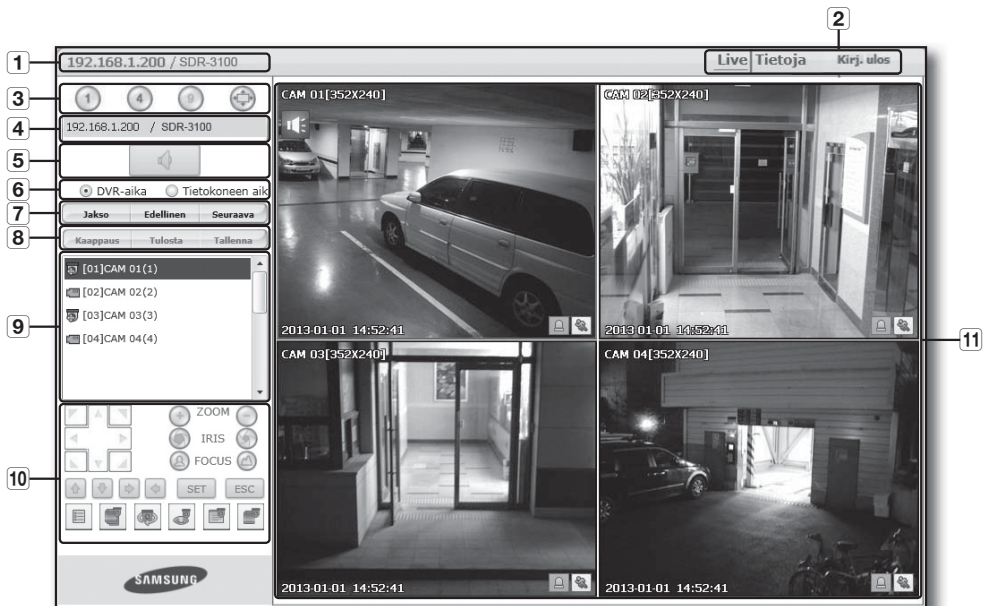 2
1
192.168.1.200 / SDR-3100
Live Tietoja Kirj. ulos
3
1 4 9
4
192.168.1.200 / SDR-3100
5
6
DVR-aika Tietokoneen aik
7
Jakso Edellinen Seuraava
8
Kaappaus Tulosta Tallenna
9
[01]CAM 01(1)
[02]CAM 02(2)
[03]CAM 03(3)
[04]CAM 04(4)
10
ZOOM
IRIS
FOCUS
SET ESC
SAMSUNG
CAM 01[352X240]
2013-01-01 14:52:41
CAM 02[352X240]
2013-01-01 14:52:41
11
CAM 03[352X240]
2013-01-01 14:52:41
CAM 04[352X240]
2013-01-01 14:52:41